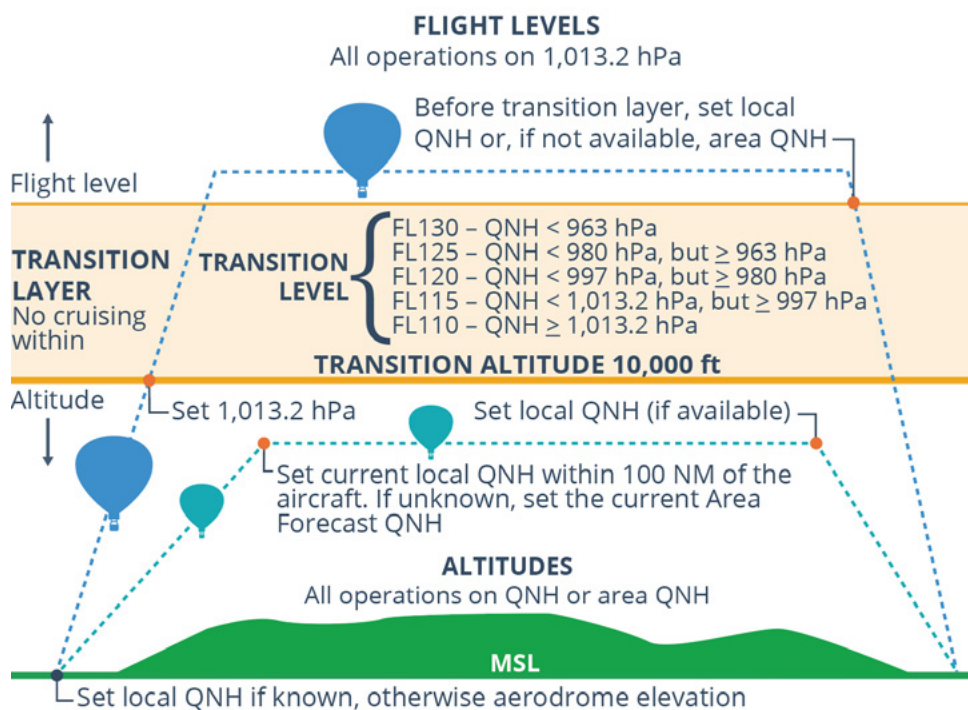 FLIGHT LEVELS
All operations on 1,013.2 hPa
Before transition layer, set local
QNH or, if not available, area QNH
Flight level
TRANSITION
LAYER
No cruising
within
TRANSITION
LEVEL
FL130 – QNH < 963 hPa
FL125 – QNH < 980 hPa, but ≥ 963 hPa
FL120 – QNH < 997 hPa, but ≥ 980 hPa
FL115 – QNH < 1,013.2 hPa, but ≥ 997 hPa
FL110 – QNH ≥ 1,013.2 hPa
TRANSITION ALTITUDE 10,000 ft
Altitude
Set 1,013.2 hPa
Set local QNH (if available)
Set current local QNH within 100 NM of the
aircraft. If unknown, set the current Area
Forecast QNH
ALTITUDES
All operations on QNH or area QNH
MSL
Set local QNH if known, otherwise aerodrome elevation